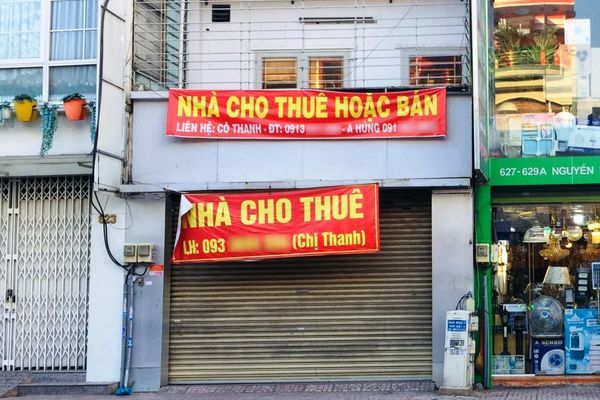 NHÀ CHO THUÊ HOẶC BÁN
LIÊN HỆ: CÔ THANH - ĐT: 0913 - A HÙNG 091
NHÀ CHO THUÊ
LH: 093 (Chị Thanh)
627 - 629A NGUYỄN